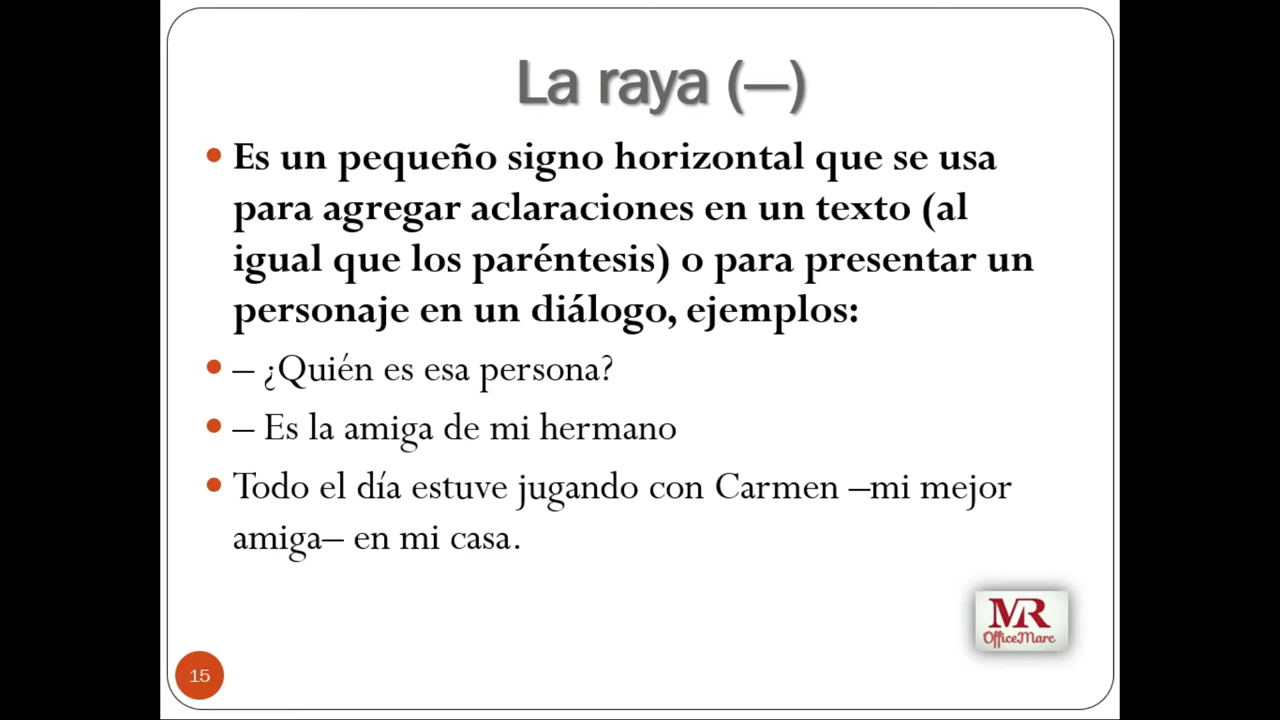 La raya (—)
• Es un pequeño signo horizontal que se usa
para agregar aclaraciones en un texto (al
igual que los paréntesis) o para presentar un
personaje en un diálogo, ejemplos:
• – ¿Quién es esa persona?
• – Es la amiga de mi hermano
• Todo el día estuve jugando con Carmen –mi mejor
amiga– en mi casa.
MR
OfficeMarc
15